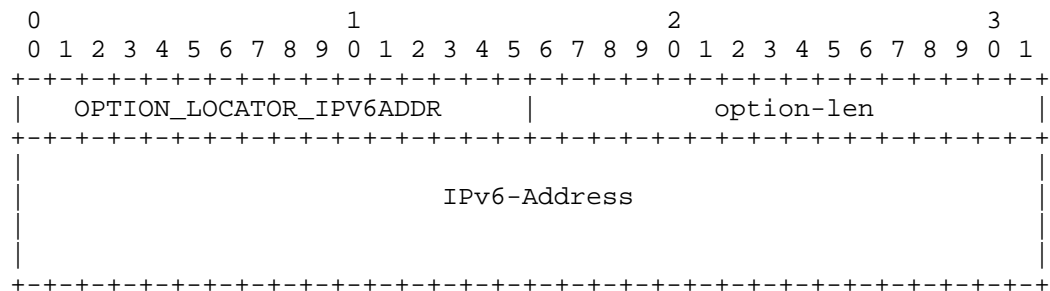 0                   1                   2                   3
 0 1 2 3 4 5 6 7 8 9 0 1 2 3 4 5 6 7 8 9 0 1 2 3 4 5 6 7 8 9 0 1
+-+-+-+-+-+-+-+-+-+-+-+-+-+-+-+-+-+-+-+-+-+-+-+-+-+-+-+-+-+-+-+-+
|   OPTION_LOCATOR_IPV6ADDR     |           option-len          |
+-+-+-+-+-+-+-+-+-+-+-+-+-+-+-+-+-+-+-+-+-+-+-+-+-+-+-+-+-+-+-+-+
|                                                               |
|                          IPv6-Address                         |
|                                                               |
|                                                               |
+-+-+-+-+-+-+-+-+-+-+-+-+-+-+-+-+-+-+-+-+-+-+-+-+-+-+-+-+-+-+-+-+